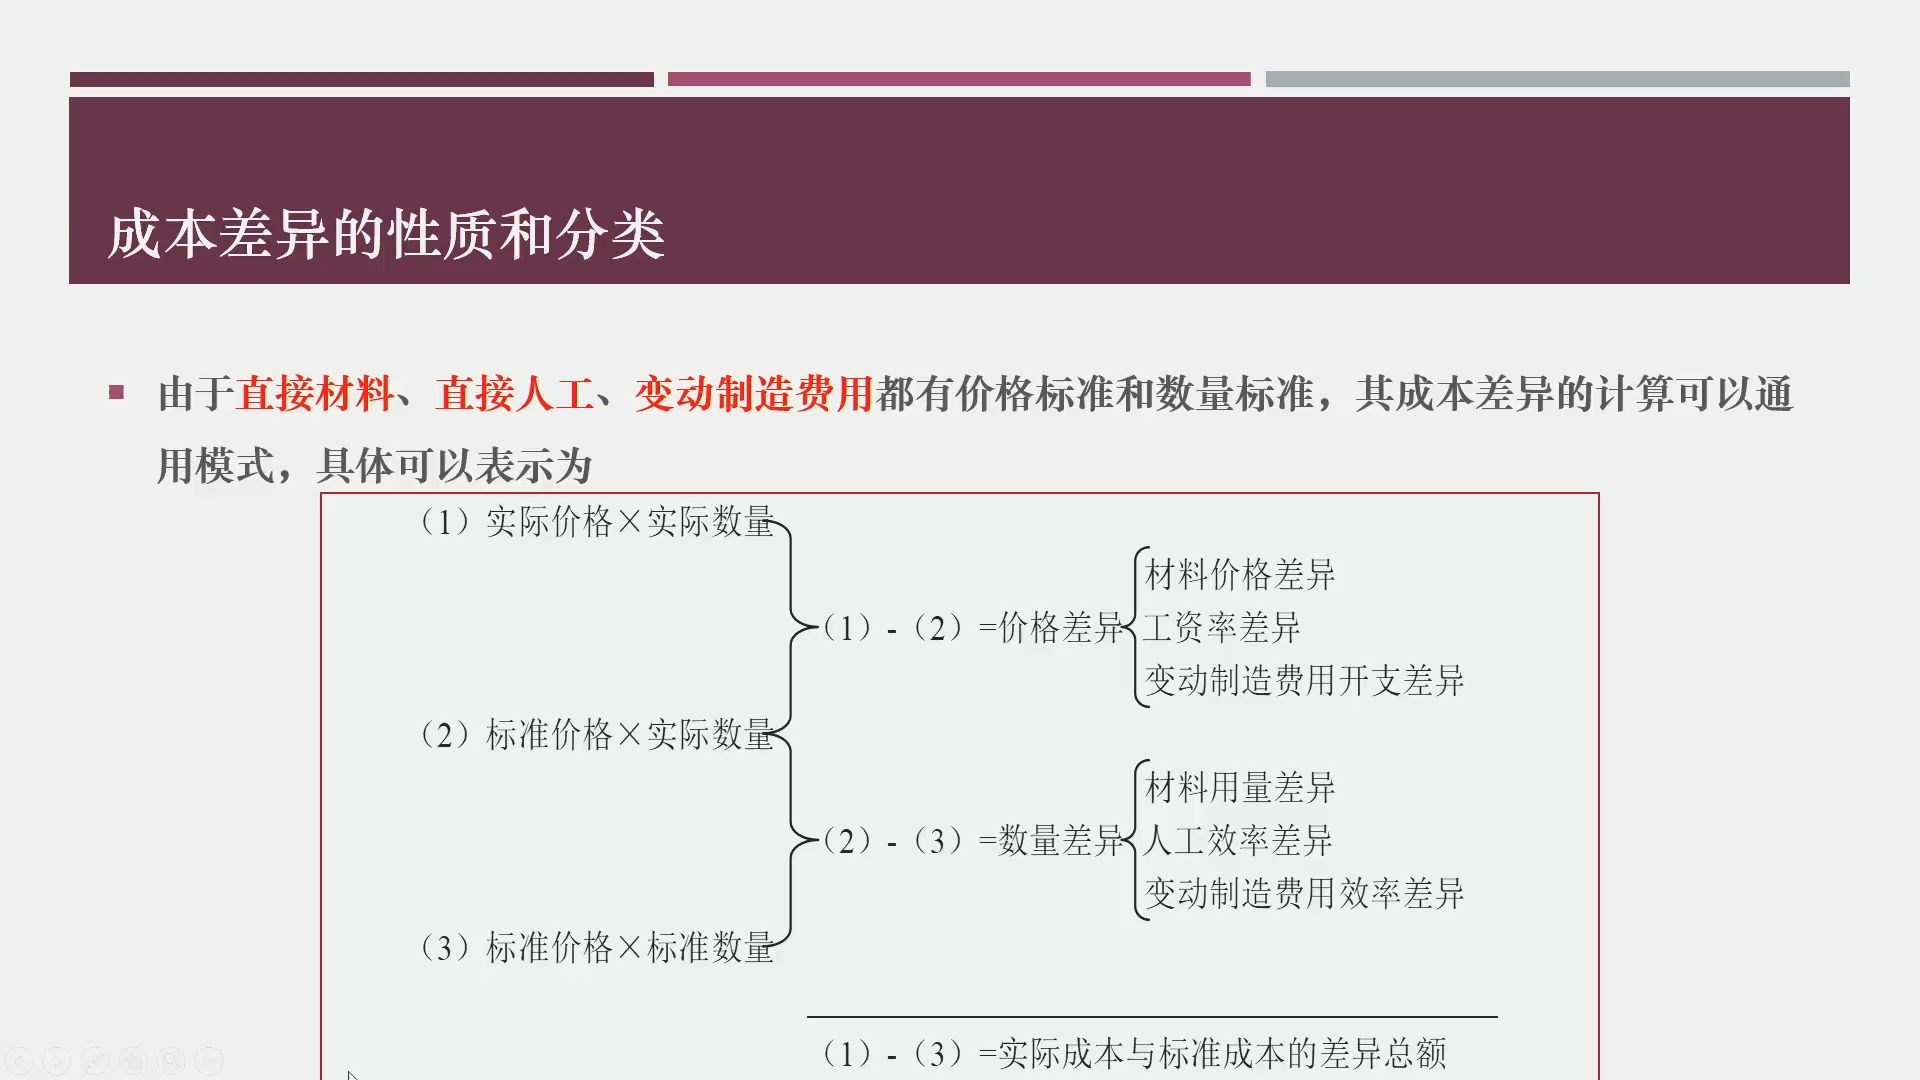 成本差异的性质和分类
由于直接材料、直接人工、变动制造费用都有价格标准和数量标准，其成本差异的计算可以通
用模式，具体可以表示为
（1）实际价格×实际数量
材料价格差异
（1）-（2）=价格差异 工资率差异
变动制造费用开支差异
（2）标准价格×实际数量
材料用量差异
（2）-（3）=数量差异 人工效率差异
变动制造费用效率差异
（3）标准价格×标准数量
（1）-（3）=实际成本与标准成本的差异总额